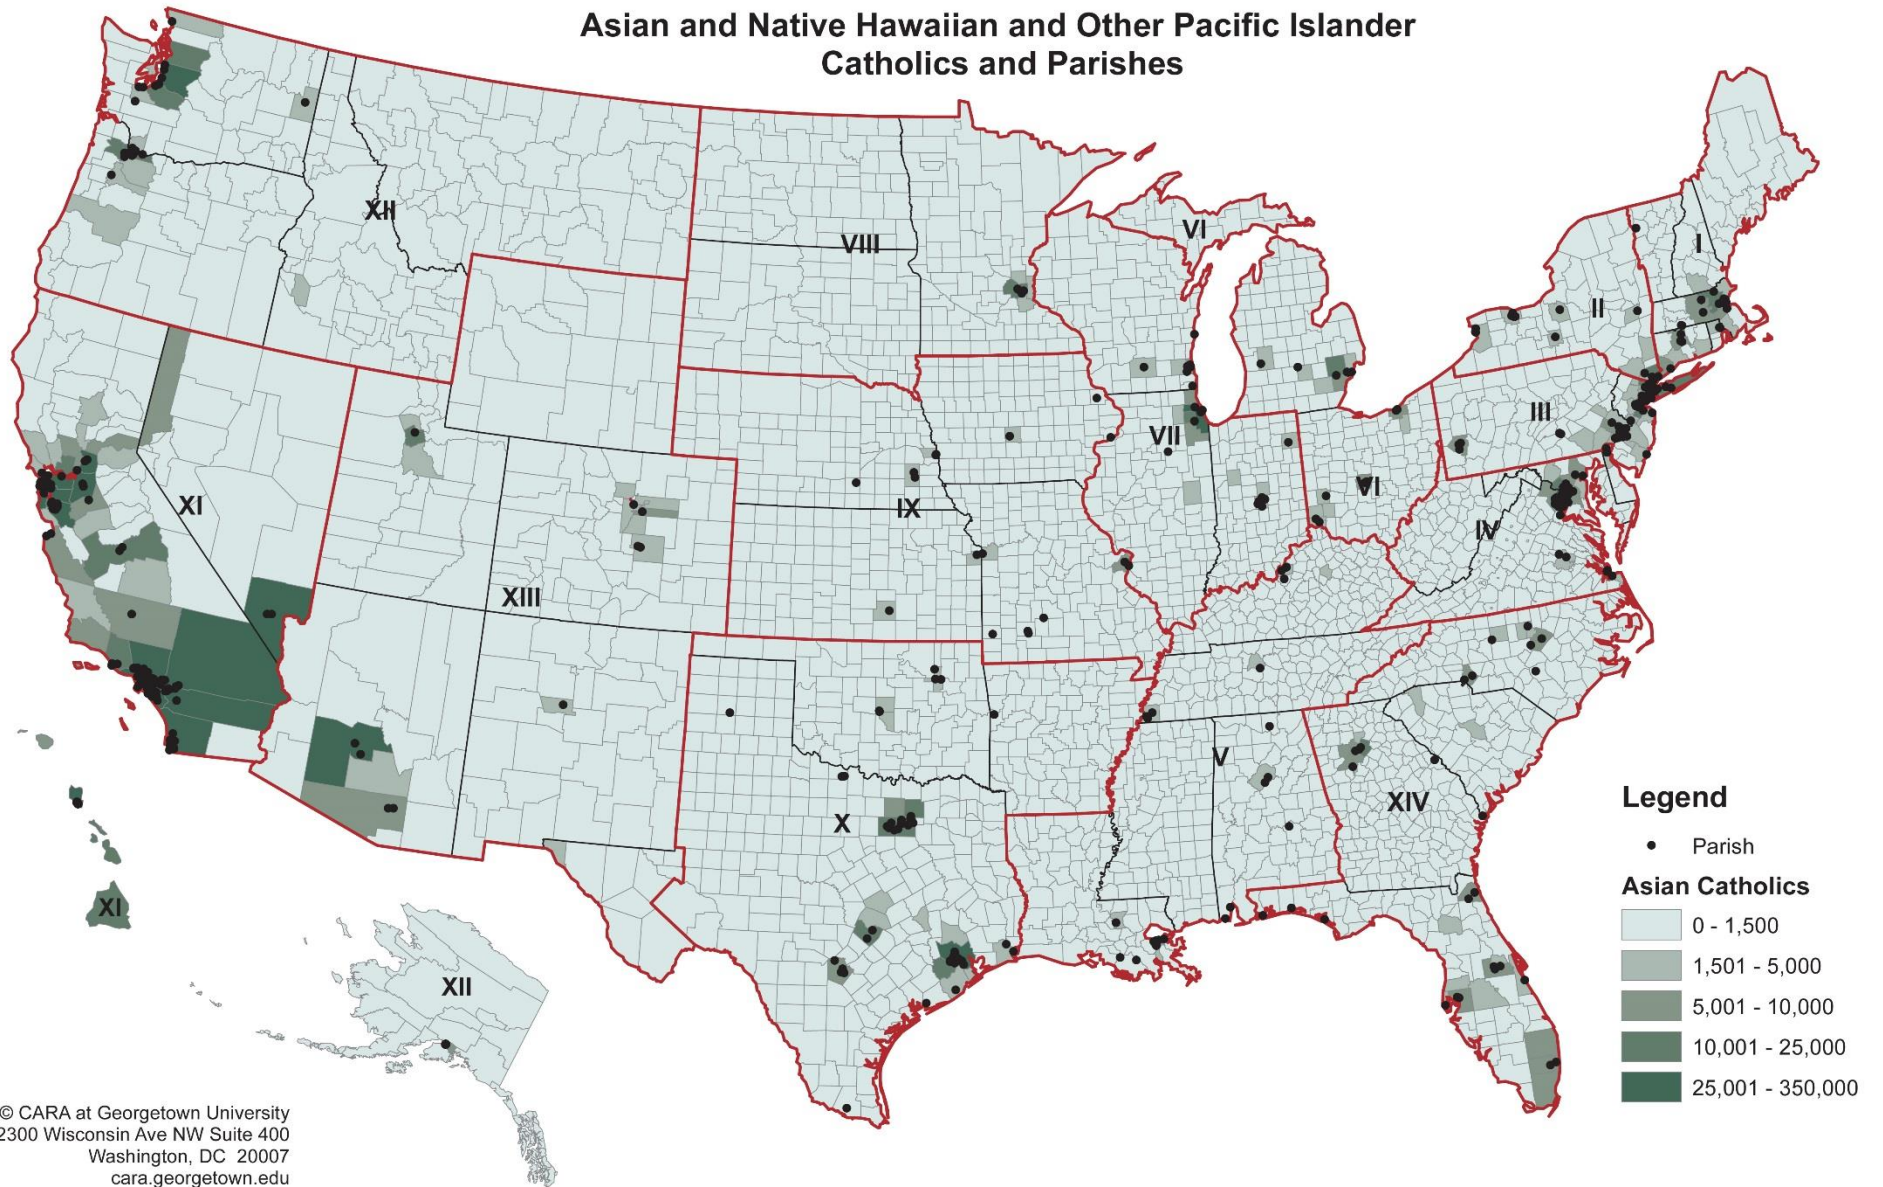 Asian and Native Hawaiian and Other Pacific Islander
Catholics and Parishes
XII
VIII
VI
I
II
III
VII
VI
XI
IX
IV
XIII
V
X
XIV
XI
XII
Legend
Parish
Asian Catholics
0 - 1,500
1,501 - 5,000
5,001 - 10,000
10,001 - 25,000
25,001 - 350,000
© CARA at Georgetown University
2300 Wisconsin Ave NW Suite 400
Washington, DC 20007
cara.georgetown.edu